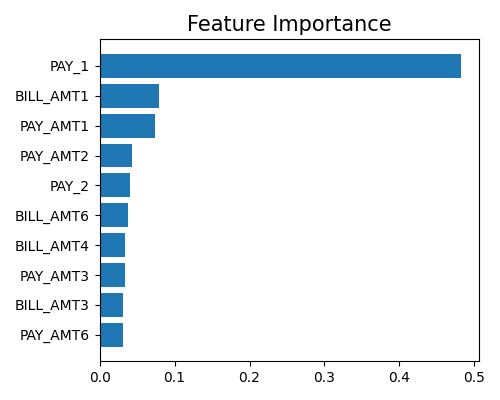 Feature Importance
PAY_1
BILL_AMT1
PAY_AMT1
PAY_AMT2
PAY_2
BILL_AMT6
BILL_AMT4
PAY_AMT3
BILL_AMT3
PAY_AMT6
0.0 0.1 0.2 0.3 0.4 0.5